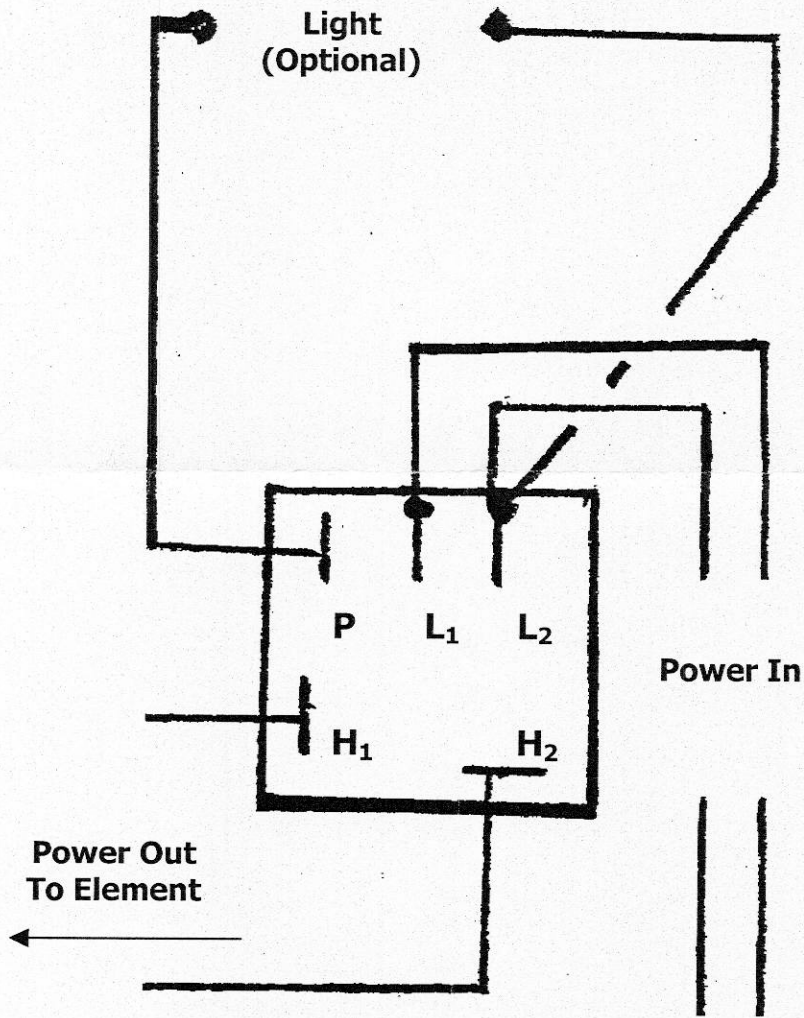 Light
(Optional)
P L₁ L₂
Power In
H₁ H₂
Power Out
To Element